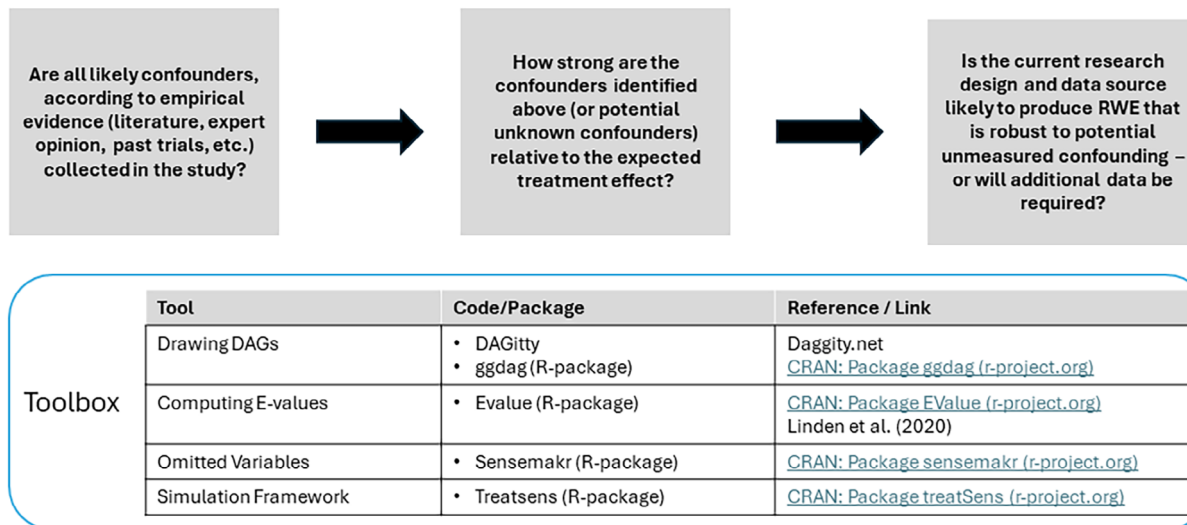 Are all likely confounders,
according to empirical
evidence (literature, expert
opinion, past trials, etc.)
collected in the study?
How strong are the
confounders identified
above (or potential
unknown confounders)
relative to the expected
treatment effect?
Is the current research
design and data source
likely to produce RWE that
is robust to potential
unmeasured confounding –
or will additional data be
required?
Toolbox
Tool Code/Package Reference / Link
Drawing DAGs • DAGitty Daggity.net
• ggdag (R-package) CRAN: Package ggdag (r-project.org)
Computing E-values • Evalue (R-package) CRAN: Package EValue (r-project.org)
Linden et al. (2020)
Omitted Variables • Sensemakr (R-package) CRAN: Package sensemakr (r-project.org)
Simulation Framework • Treatsens (R-package) CRAN: Package treatSens (r-project.org)